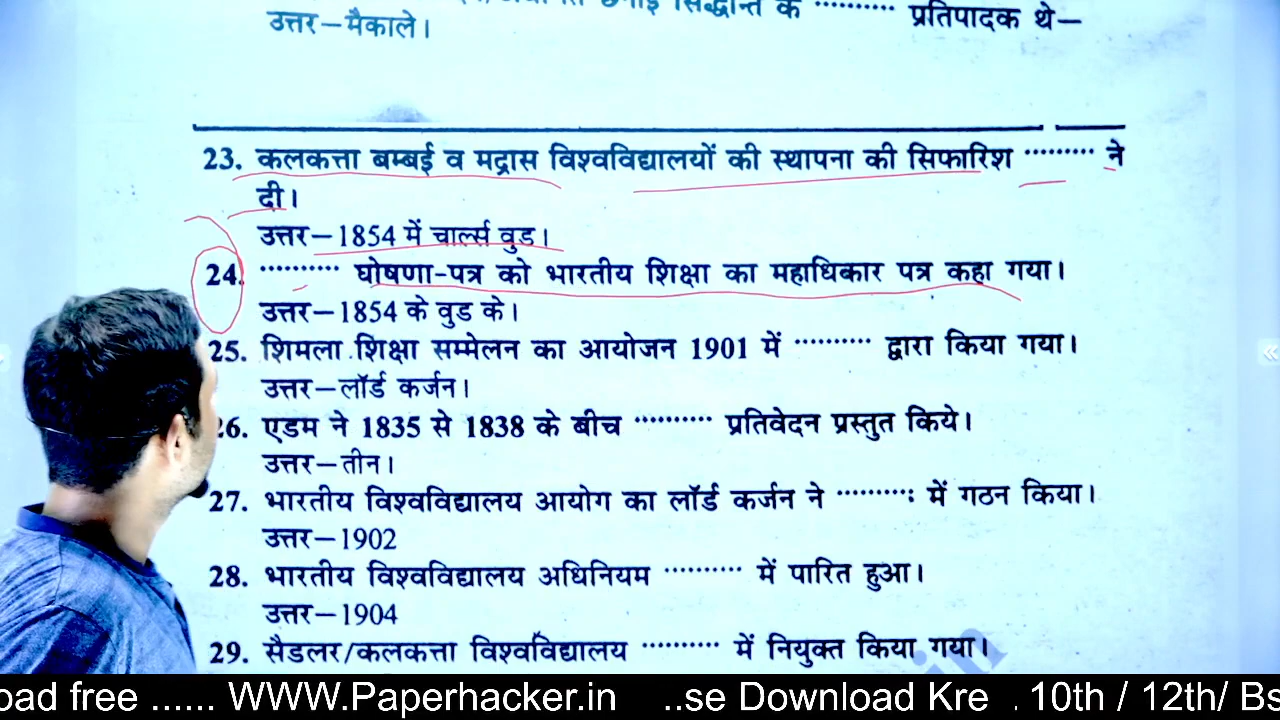 सिद्धान्त के ·········· प्रतिपादक थे–
उत्तर–मैकाले।
23. कलकत्ता बम्बई व मद्रास विश्वविद्यालयों की स्थापना की सिफारिश ········· ने
दी।
उत्तर–1854 में चार्ल्स वुड।
24. ·········· घोषणा-पत्र को भारतीय शिक्षा का महाधिकार पत्र कहा गया।
उत्तर–1854 के वुड के।
25. शिमला शिक्षा सम्मेलन का आयोजन 1901 में ·········· द्वारा किया गया।
उत्तर–लॉर्ड कर्जन।
26. एडम ने 1835 से 1838 के बीच ·········· प्रतिवेदन प्रस्तुत किये।
उत्तर–तीन।
27. भारतीय विश्वविद्यालय आयोग का लॉर्ड कर्जन ने ·········: में गठन किया।
उत्तर–1902
28. भारतीय विश्वविद्यालय अधिनियम ·········· में पारित हुआ।
उत्तर–1904
29. सैडलर/कलकत्ता विश्वविद्यालय ·········· में नियुक्त किया गया।
oad free ...... WWW.Paperhacker.in ..se Download Kre . 10th / 12th/ Bs